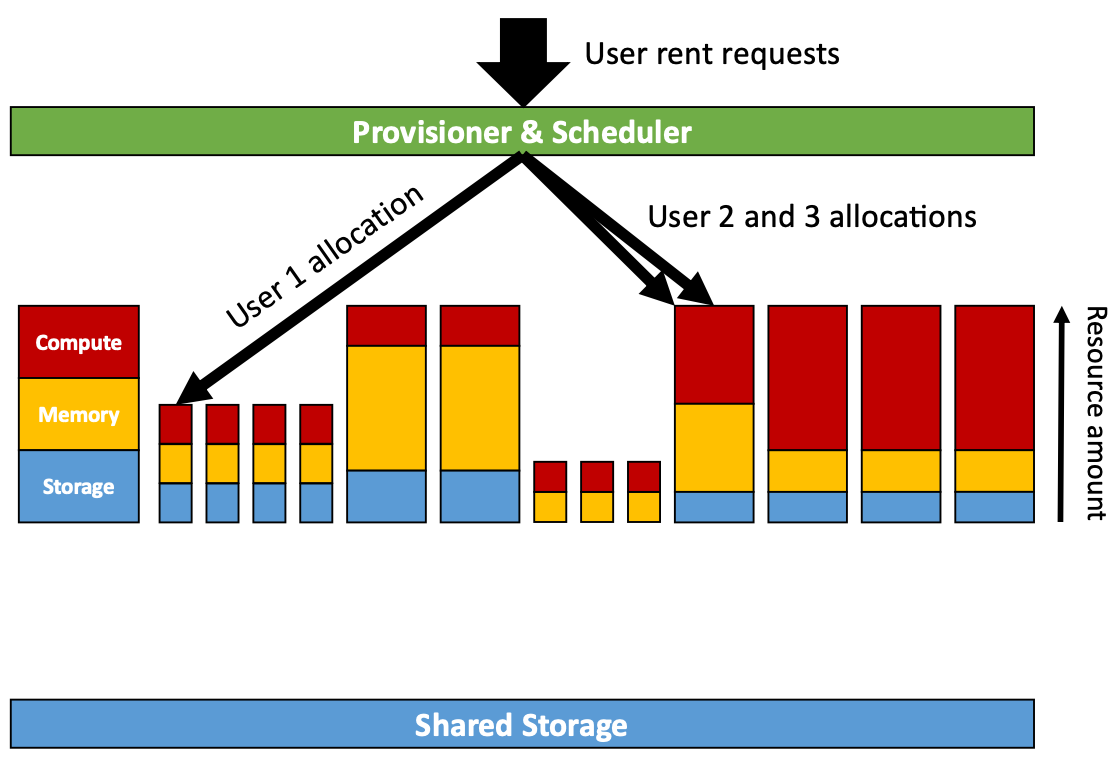 User rent requests
Provisioner & Scheduler
User 1 allocation
User 2 and 3 allocations
Compute
Memory
Storage
Resource amount
Shared Storage